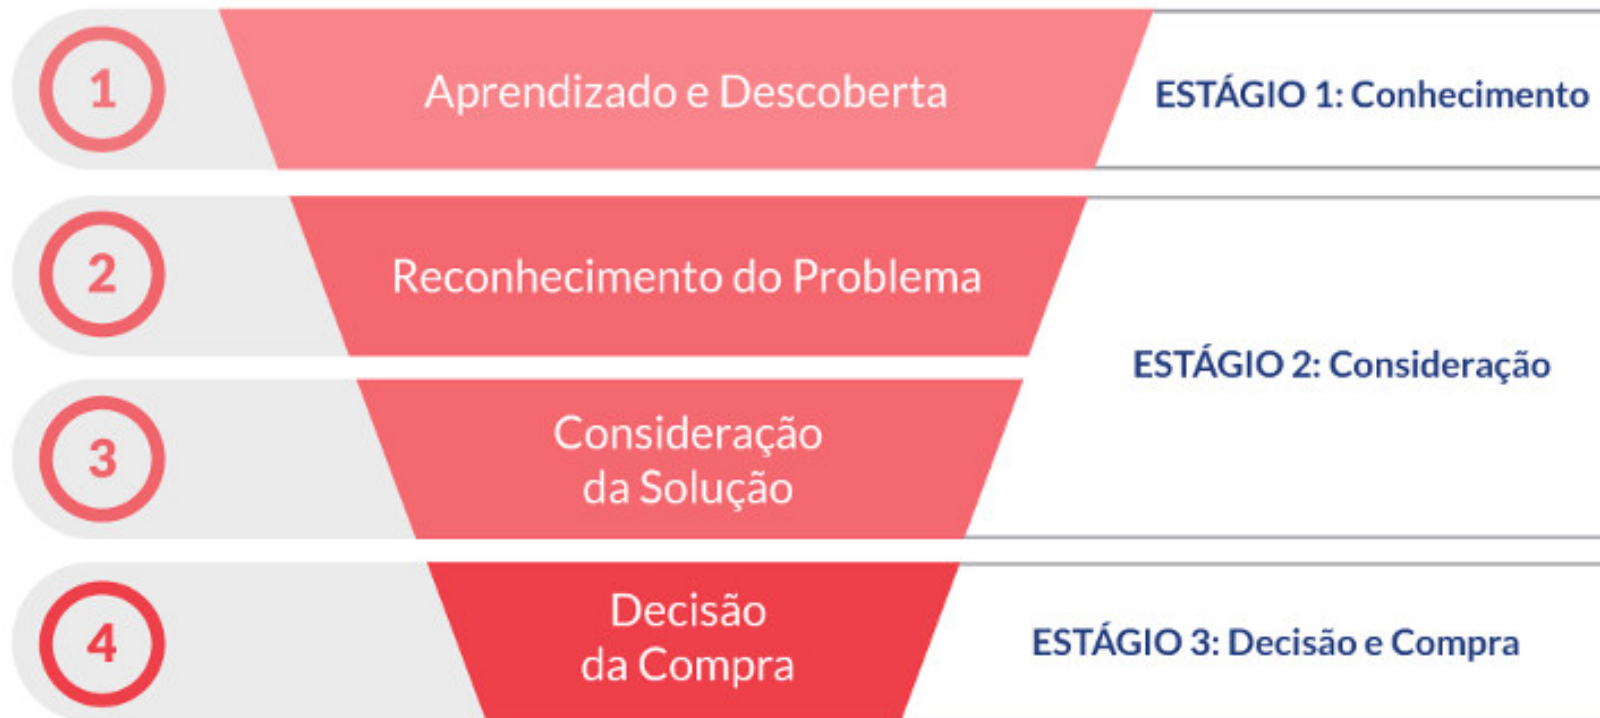 1
Aprendizado e Descoberta
ESTÁGIO 1: Conhecimento
2
Reconhecimento do Problema
ESTÁGIO 2: Consideração
3
Consideração
da Solução
4
Decisão
da Compra
ESTÁGIO 3: Decisão e Compra